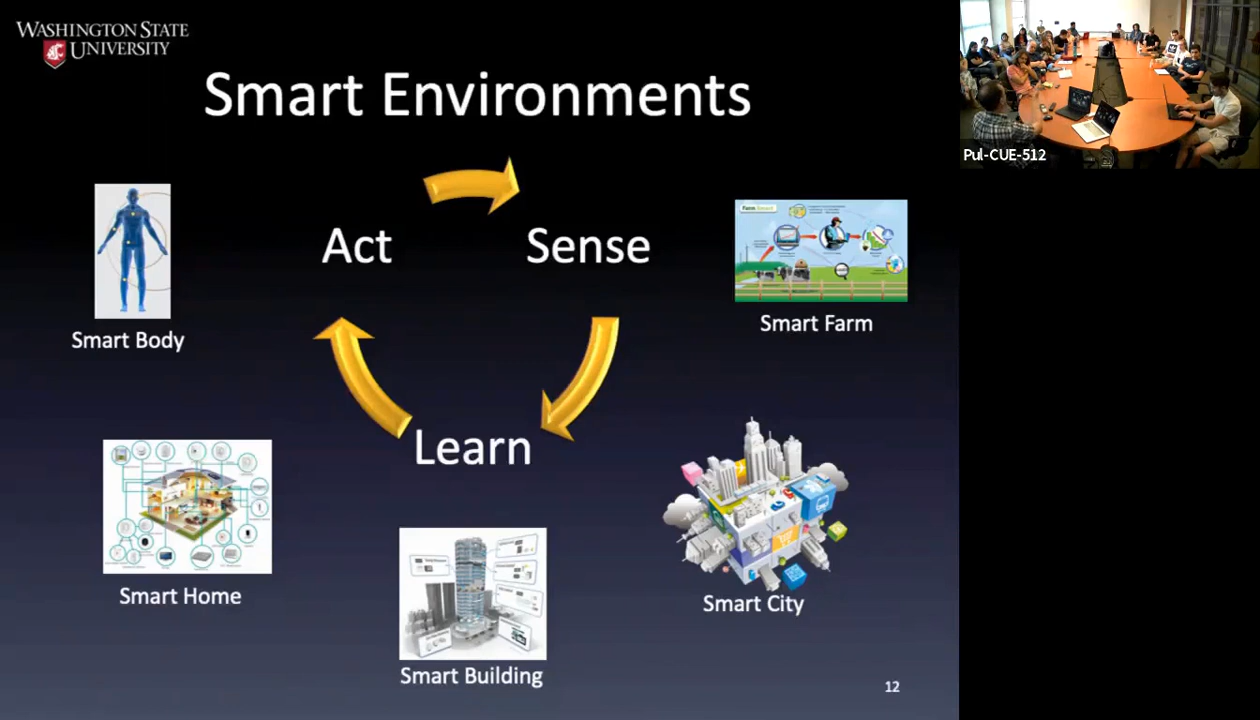 WASHINGTON STATE
UNIVERSITY
Smart Environments
Pul-CUE-512
Act
Sense
Learn
Smart Body
Smart Farm
Smart Home
Smart Building
Smart City
12